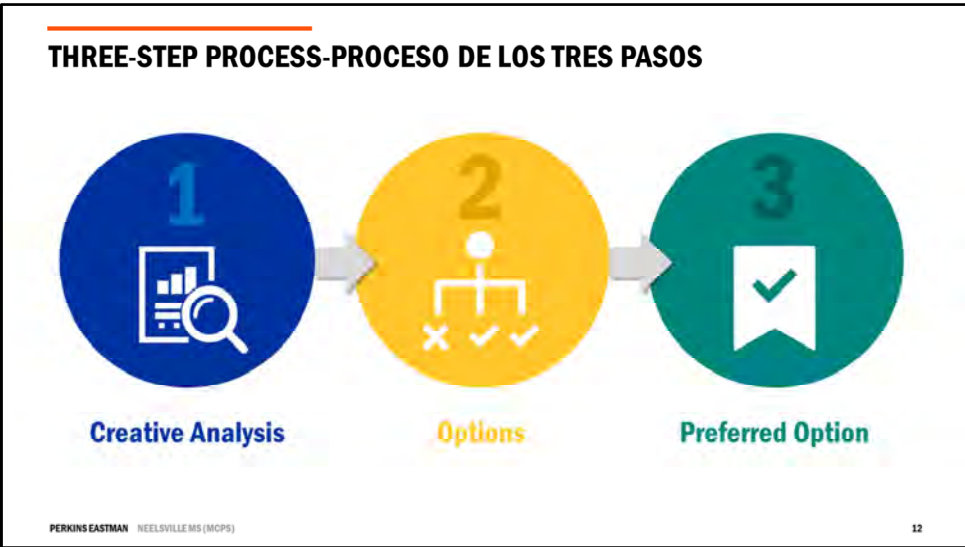 THREE-STEP PROCESS-PROCESO DE LOS TRES PASOS
1
2
3
Creative Analysis
Options
Preferred Option
PERKINS EASTMAN NEELSVILLE MS (MCPS)
12